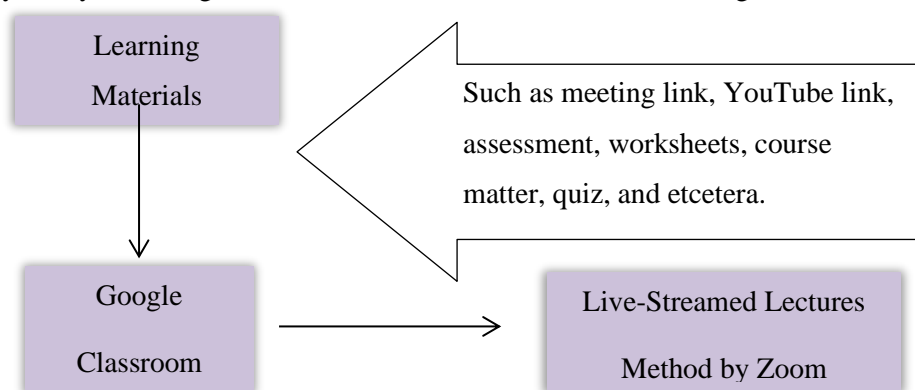 Learning
Materials
Such as meeting link, YouTube link,
assessment, worksheets, course
matter, quiz, and etcetera.
Google
Classroom
Live-Streamed Lectures
Method by Zoom